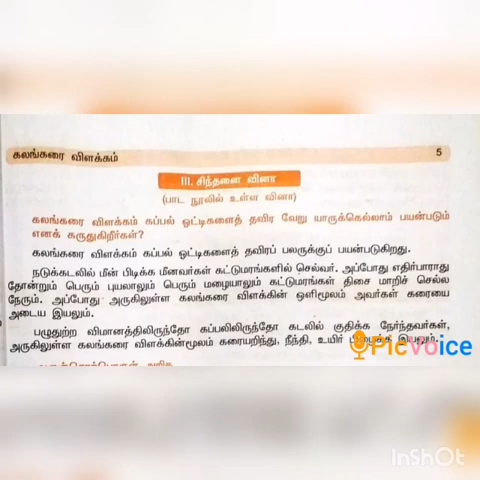 கலங்கரை விளக்கம் 5
III. சிந்தனை வினா
(பாட நூலில் உள்ள வினா)
கலங்கரை விளக்கம் கப்பல் ஓட்டிகளைத் தவிர வேறு யாருக்கெல்லாம் பயன்படும்
எனக் கருதுகிறீர்கள்?
கலங்கரை விளக்கம் கப்பல் ஓட்டிகளைத் தவிரப் பலருக்குப் பயன்படுகிறது.
நடுக்கடலில் மீன் பிடிக்க மீனவர்கள் கட்டுமரங்களில் செல்வர். அப்போது எதிர்பாராது
தோன்றும் பெரும் புயலாலும் பெரும் மழையாலும் கட்டுமரங்கள் திசை மாறிச் செல்ல
நேரும். அப்போது அருகிலுள்ள கலங்கரை விளக்கின் ஒளிமூலம் அவர்கள் கரையை
அடைய இயலும்.
பழுதுற்ற விமானத்திலிருந்தோ கப்பலிலிருந்தோ கடலில் குதிக்க நேர்ந்தவர்கள்,
அருகிலுள்ள கலங்கரை விளக்கின்மூலம் கரையறிந்து, நீந்தி, உயிர் இயலும்.
PicVoice
InShOt